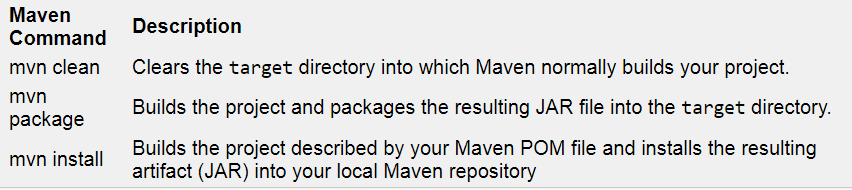 Maven
Command
Description
mvn clean
Clears the target directory into which Maven normally builds your project.
mvn
package
Builds the project and packages the resulting JAR file into the target directory.
mvn install
Builds the project described by your Maven POM file and installs the resulting
artifact (JAR) into your local Maven repository